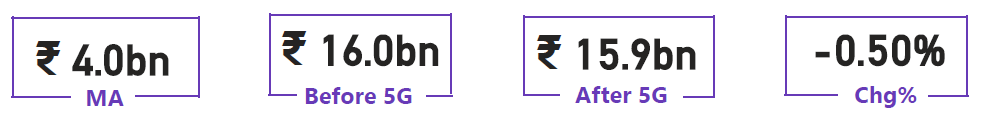 ₹ 4.0bn
MA
₹ 16.0bn
Before 5G
₹ 15.9bn
After 5G
-0.50%
Chg%